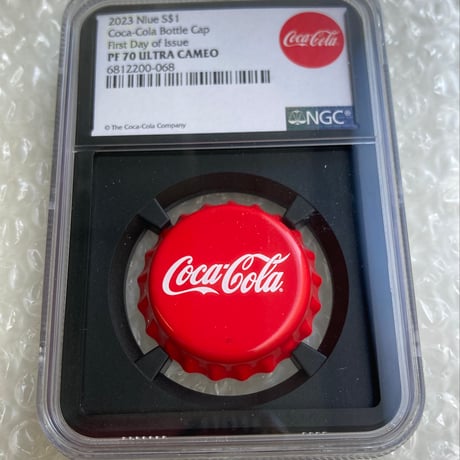 2023 Niue S$1
Coca-Cola Bottle Cap
First Day of Issue
PF 70 ULTRA CAMEO
6812200-068
Coca-Cola
© The Coca-Cola Company
NGC®
Coca-Cola